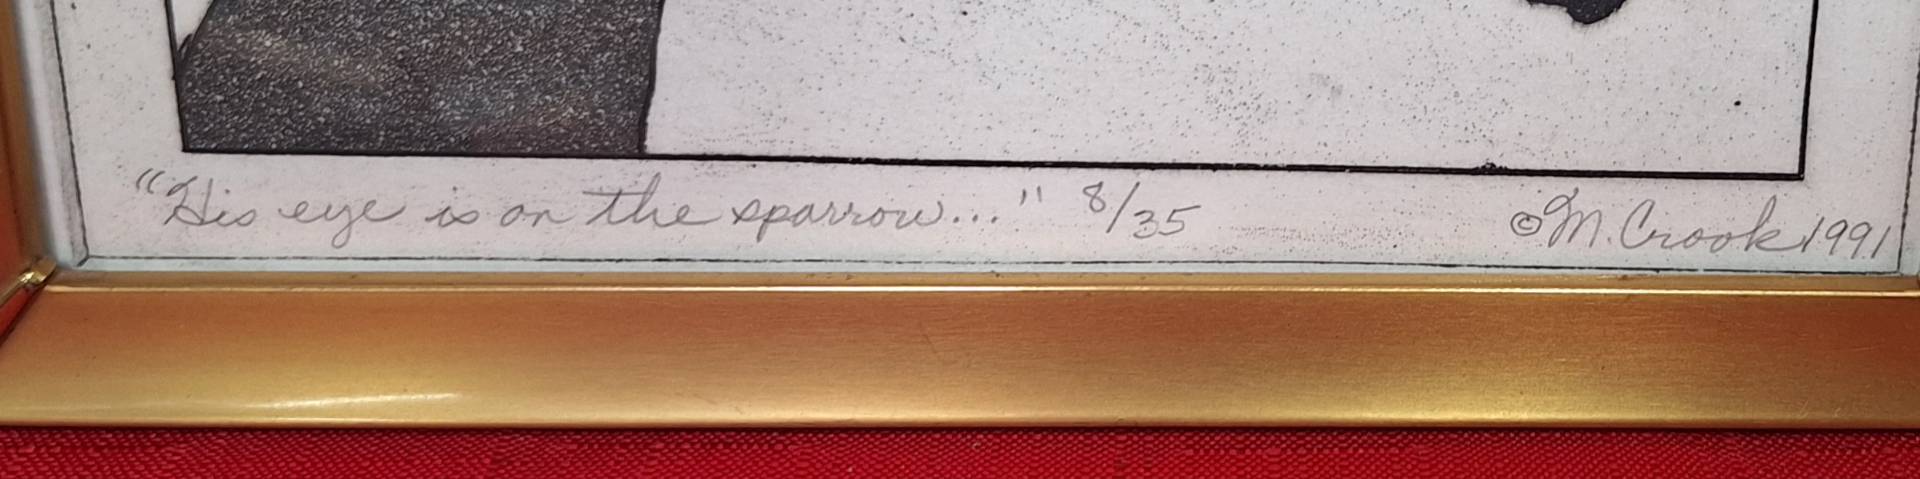 "His eye is on the sparrow..." 8/35 ©M. Crook 1991